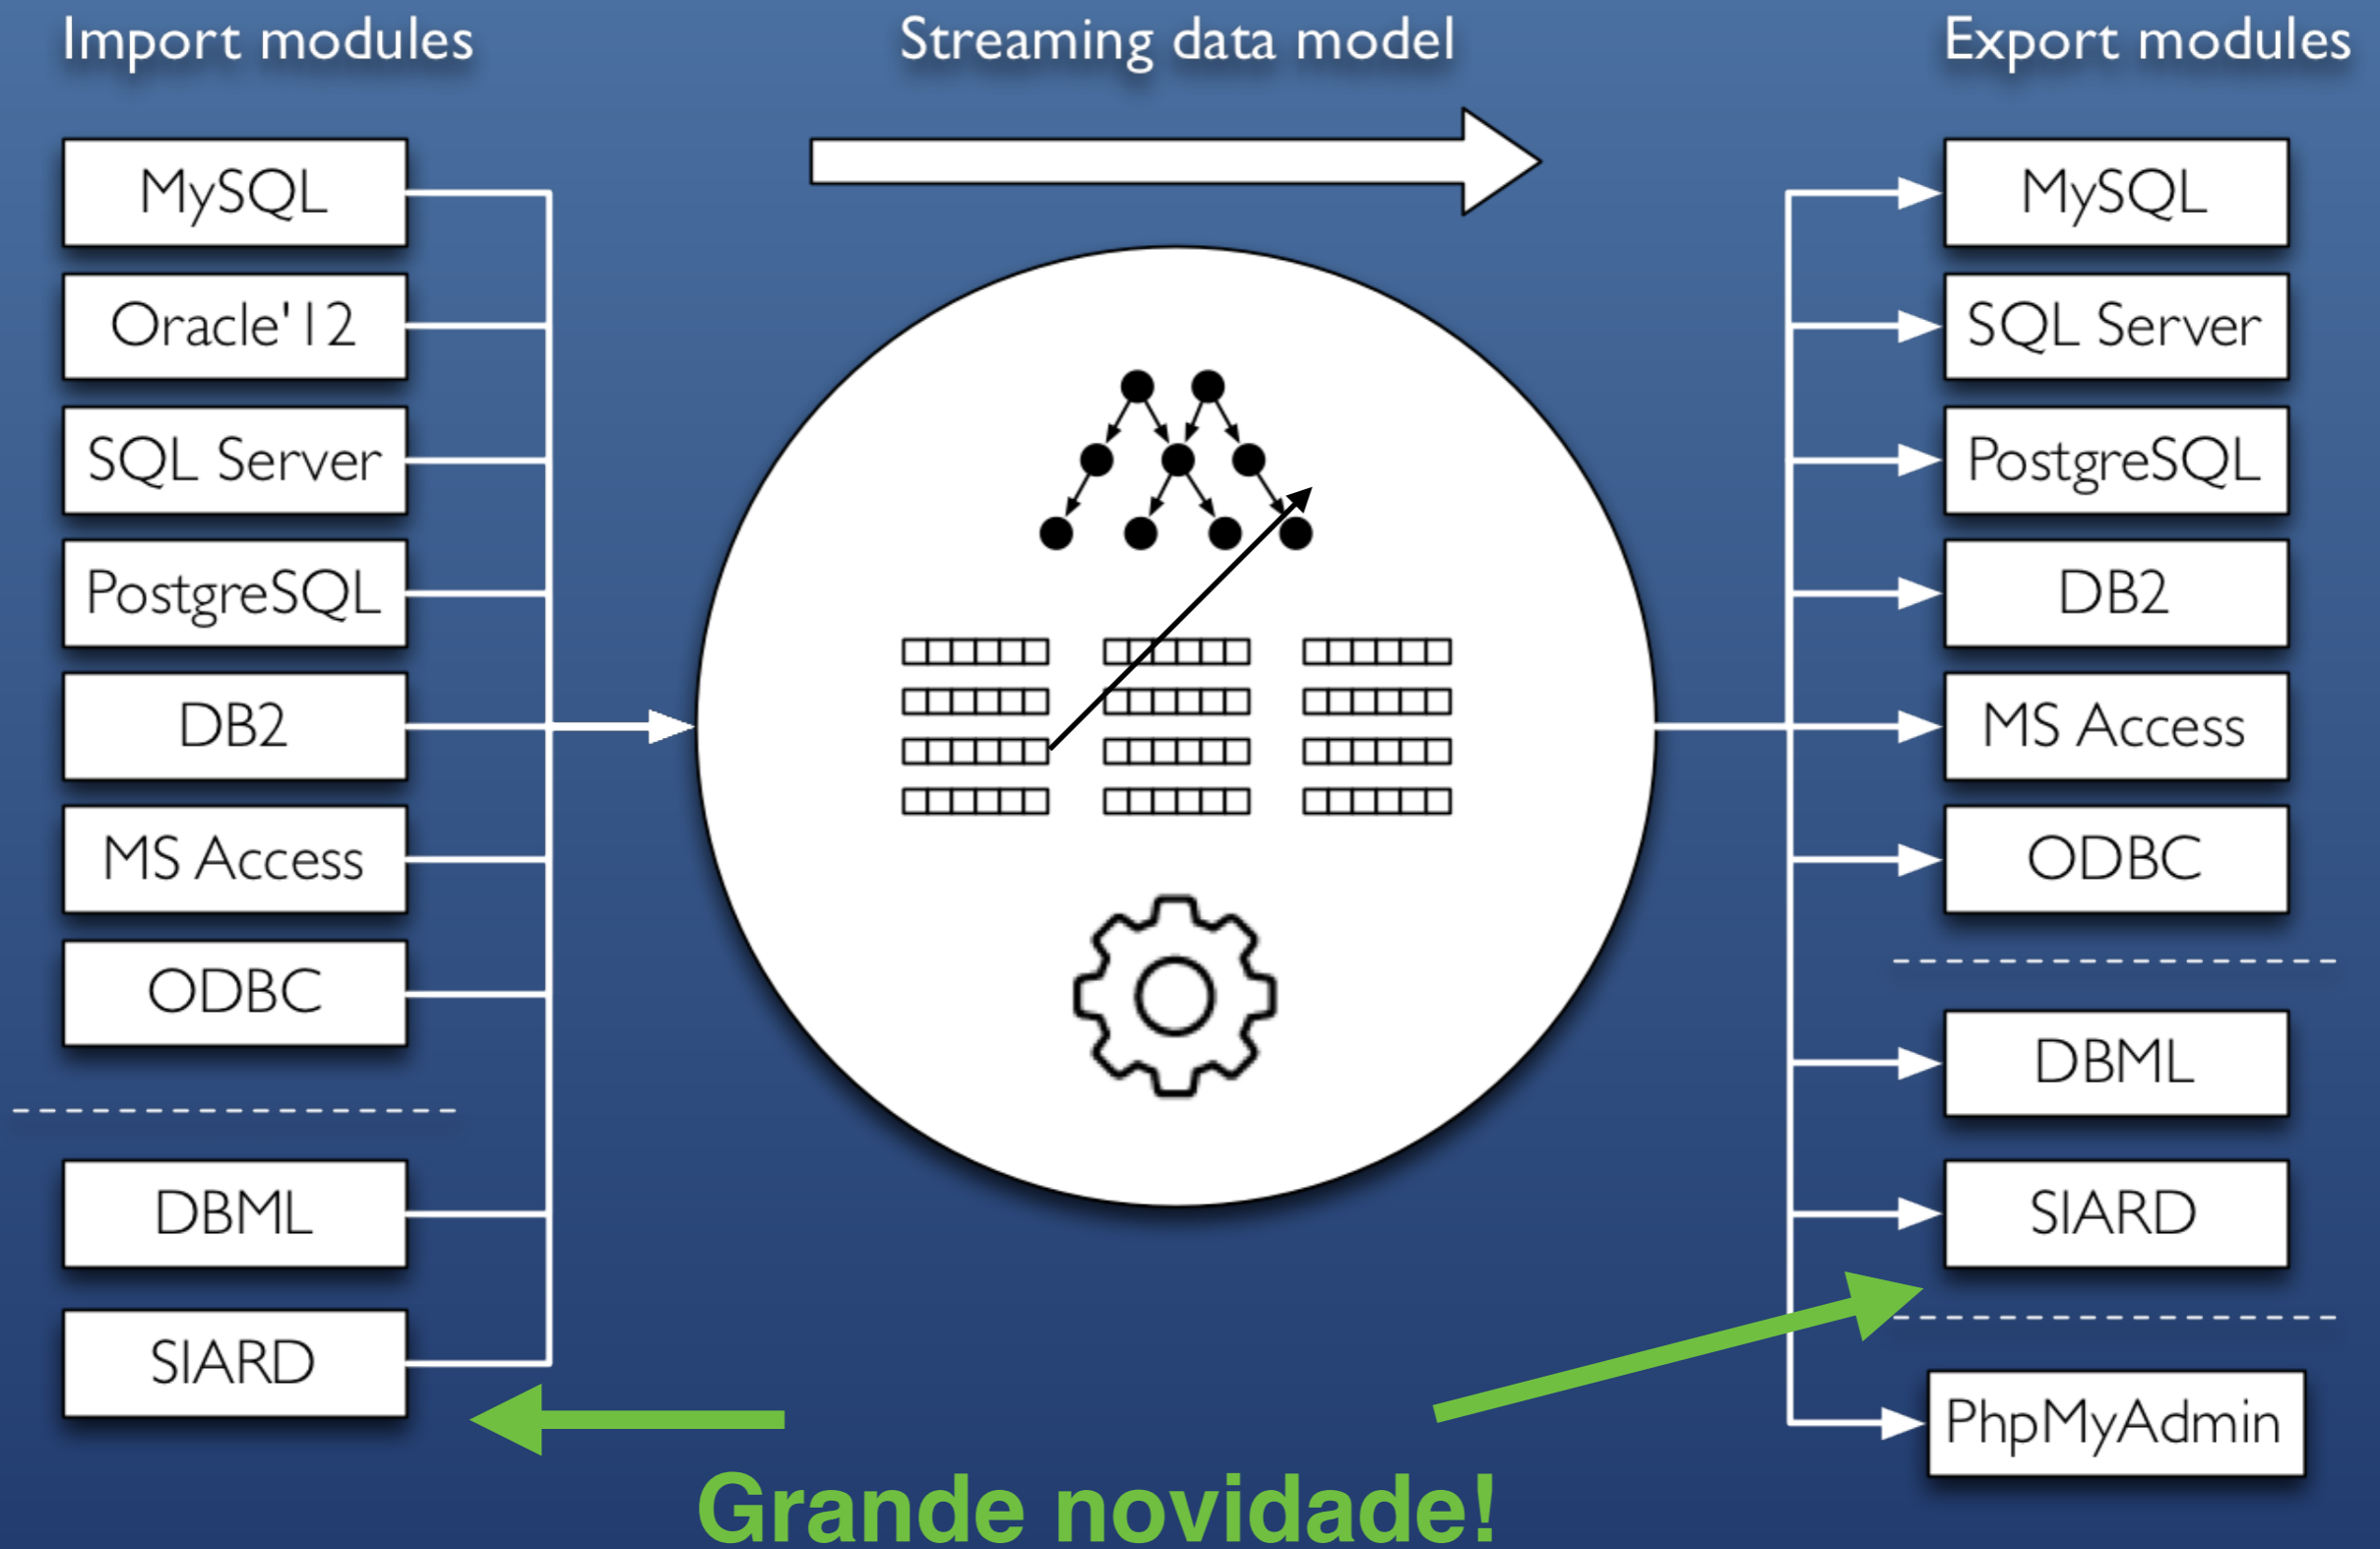 Import modules
Streaming data model
Export modules
MySQL
Oracle'12
SQL Server
PostgreSQL
DB2
MS Access
ODBC
DBML
SIARD
MySQL
SQL Server
PostgreSQL
DB2
MS Access
ODBC
DBML
SIARD
PhpMyAdmin
Grande novidade!